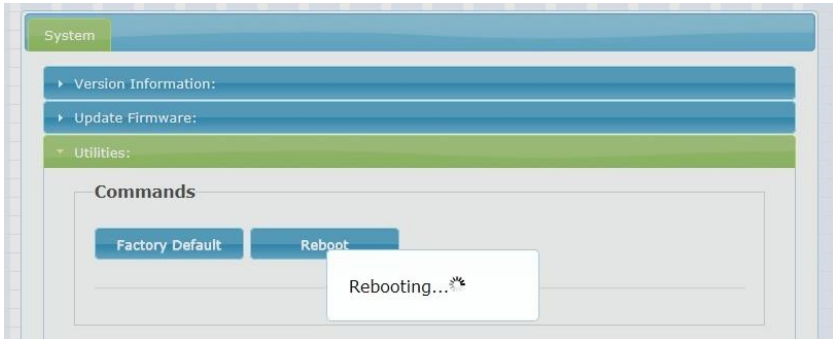 System
Version Information:
Update Firmware:
Utilities:
Commands
Factory Default
Reboot
Rebooting...